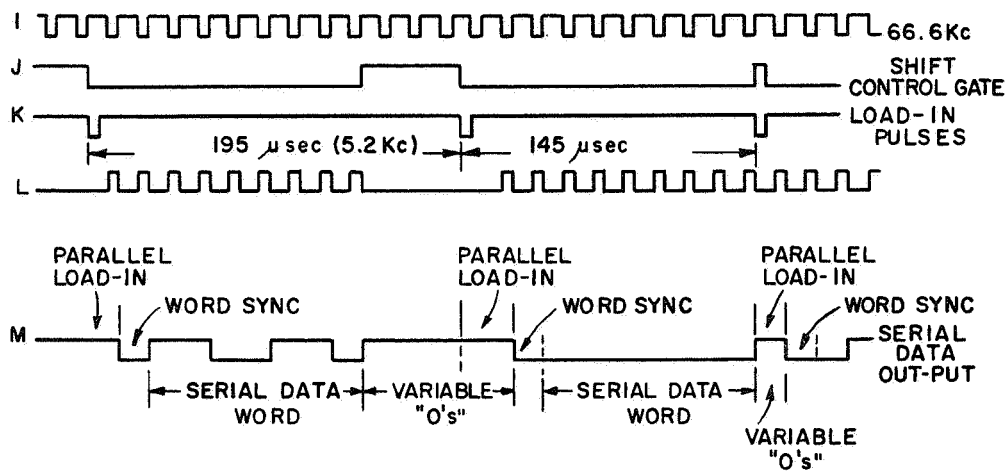 I
66.6Kc
J
SHIFT
CONTROL GATE
K
LOAD-IN
PULSES
195 μsec (5.2 Kc)
145 μsec
L
PARALLEL
LOAD-IN
WORD SYNC
PARALLEL
LOAD-IN
WORD SYNC
PARALLEL
LOAD-IN
WORD SYNC
M
SERIAL
DATA
OUT-PUT
SERIAL DATA
WORD
VARIABLE
"O's"
SERIAL DATA
WORD
VARIABLE
"O's"